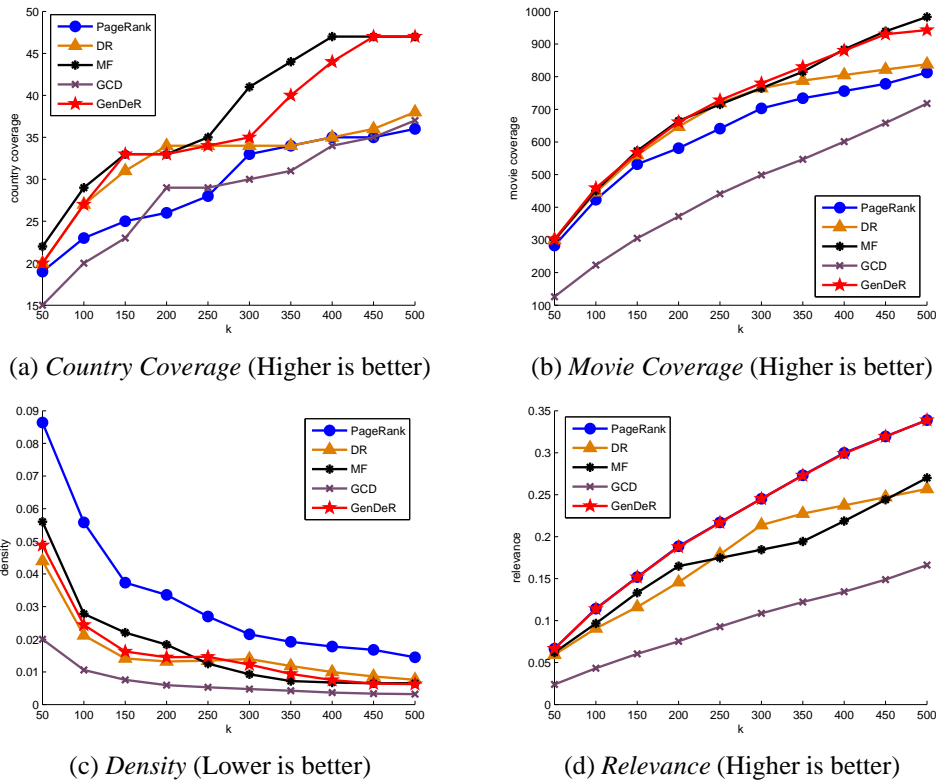 50
45
40
35
30
25
20
15
country coverage
PageRank
DR
MF
GCD
GenDeR
50 100 150 200 250 300 350 400 450 500
k
(a) Country Coverage (Higher is better)
1000
900
800
700
600
500
400
300
200
100
movie coverage
PageRank
DR
MF
GCD
GenDeR
50 100 150 200 250 300 350 400 450 500
k
(b) Movie Coverage (Higher is better)
0.09
0.08
0.07
0.06
0.05
0.04
0.03
0.02
0.01
0
density
PageRank
DR
MF
GCD
GenDeR
50 100 150 200 250 300 350 400 450 500
k
(c) Density (Lower is better)
0.35
0.3
0.25
0.2
0.15
0.1
0.05
0
relevance
PageRank
DR
MF
GCD
GenDeR
50 100 150 200 250 300 350 400 450 500
k
(d) Relevance (Higher is better)